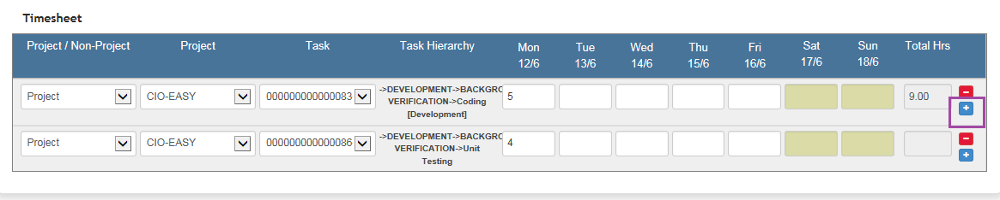 Timesheet
Project / Non-Project Project Task Task Hierarchy Mon 12/6 Tue 13/6 Wed 14/6 Thu 15/6 Fri 16/6 Sat 17/6 Sun 18/6 Total Hrs
Project CIO-EASY 000000000000083 ->DEVELOPMENT->BACKGRO 5 9.00
VERIFICATION->Coding
[Development]
Project CIO-EASY 000000000000086 ->DEVELOPMENT->BACKGRO 4
VERIFICATION->Unit
Testing